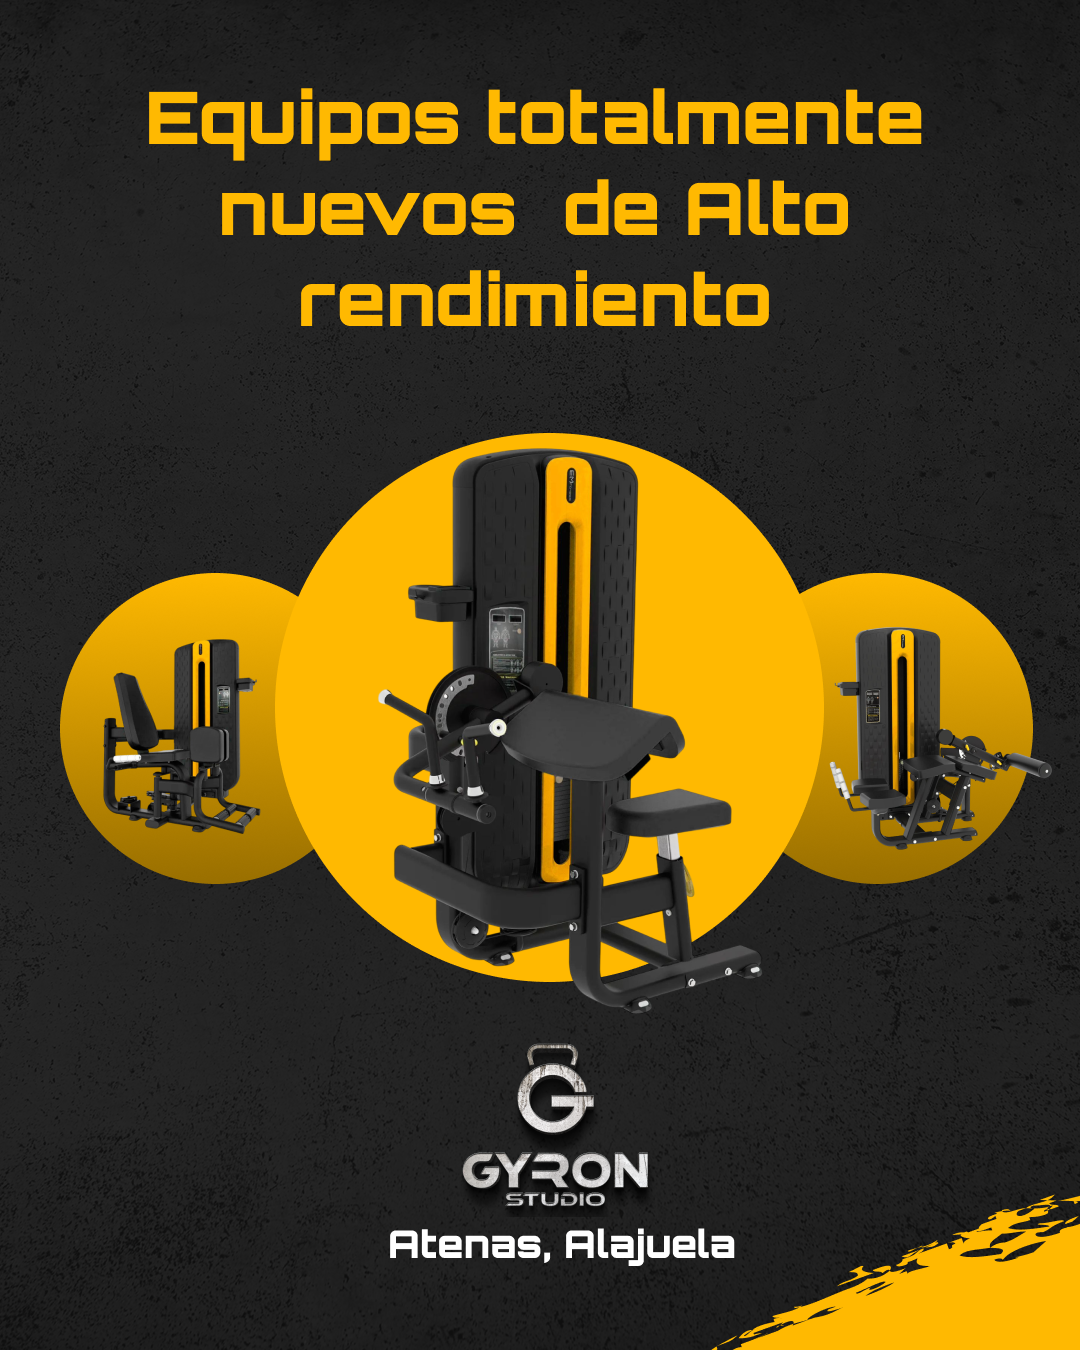 Equipos totalmente
nuevos de Alto
rendimiento
GYRON
STUDIO
Atenas, Alajuela